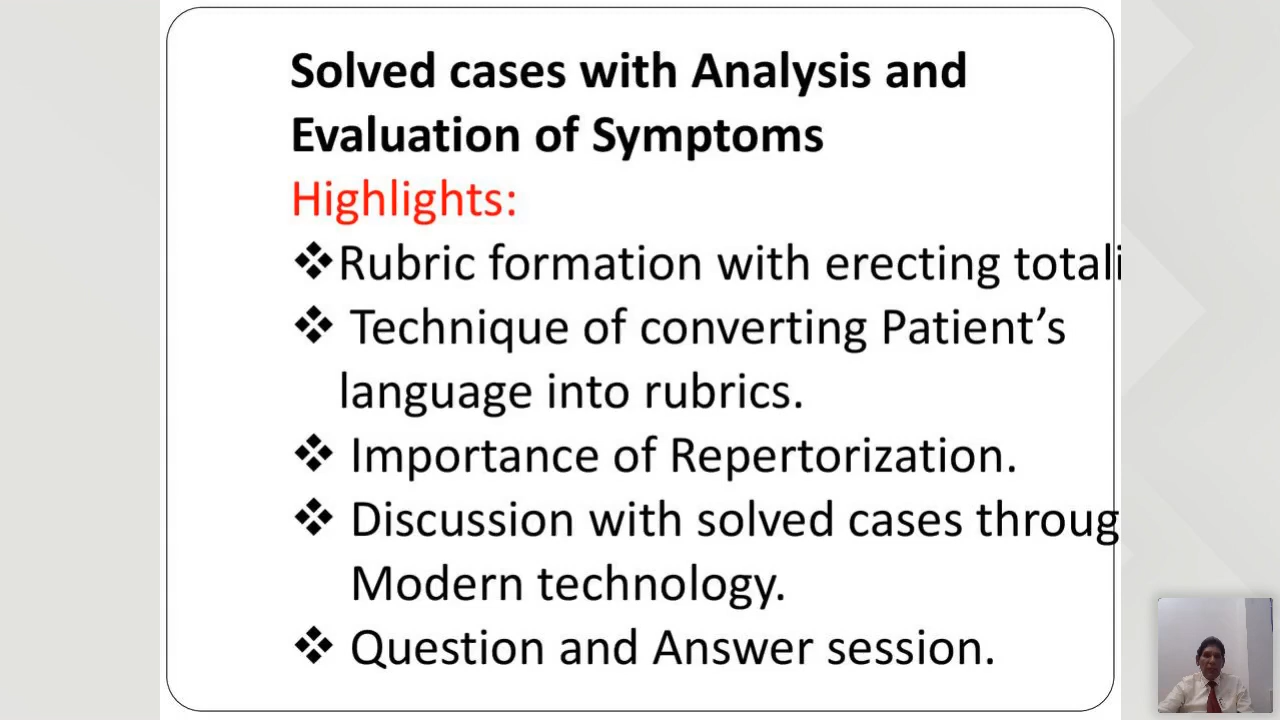 Solved cases with Analysis and
Evaluation of Symptoms
Highlights:
❖Rubric formation with erecting totali
❖ Technique of converting Patient’s
language into rubrics.
❖ Importance of Repertorization.
❖ Discussion with solved cases throug
Modern technology.
❖ Question and Answer session.